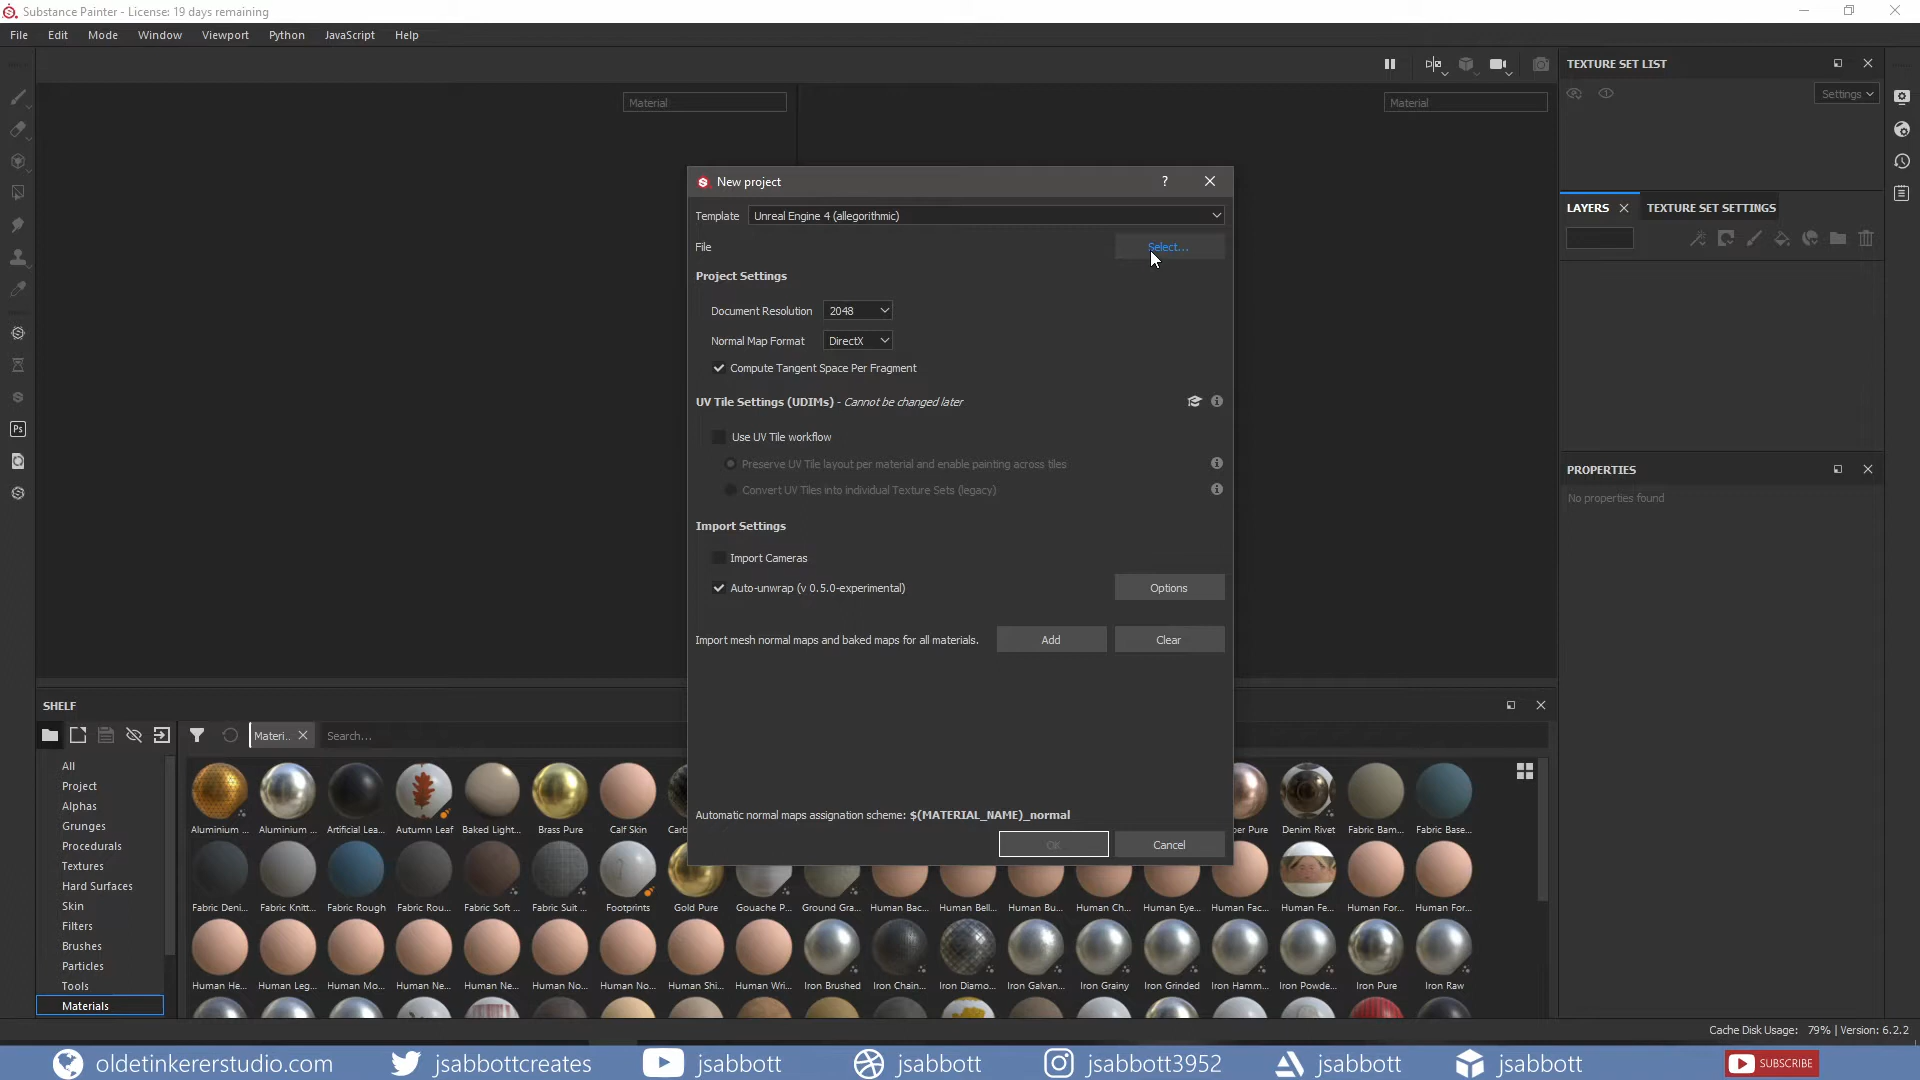 Substance Painter - License: 19 days remaining
File Edit Mode Window Viewport Python JavaScript Help
Material
Material
TEXTURE SET LIST
Settings
LAYERS
TEXTURE SET SETTINGS
PROPERTIES
No properties found
New project
?
Template
Unreal Engine 4 (allegorithmic)
File
Select...
Project Settings
Document Resolution
2048
Normal Map Format
DirectX
Compute Tangent Space Per Fragment
UV Tile Settings (UDIMs) - Cannot be changed later
Use UV Tile workflow
Preserve UV Tile layout per material and enable painting across tiles
Convert UV Tiles into individual Texture Sets (legacy)
Import Settings
Import Cameras
Auto-unwrap (v 0.5.0-experimental)
Options
Import mesh normal maps and baked maps for all materials.
Add
Clear
Automatic normal maps assignation scheme: $(MATERIAL_NAME)_normal
OK
Cancel
Ps
SHELF
Materi..
Search...
All
Project
Alphas
Grunges
Procedurals
Textures
Hard Surfaces
Skin
Filters
Brushes
Particles
Tools
Materials
Aluminium ... Aluminium ... Artificial Lea... Autumn Leaf Baked Light... Brass Pure Calf Skin Denim Rivet Fabric Bam... Fabric Base...
Fabric Deni... Fabric Knitt... Fabric Rough Fabric Rou... Fabric Soft ... Fabric Suit ... Footprints Gold Pure Gouache P... Ground Gra... Human Bac... Human Bell... Human Bu... Human Ch... Human Eye... Human Fac... Human Fe... Human For... Human For...
Human He... Human Leg... Human Mo... Human Ne... Human Ne... Human No... Human No... Human Shi... Human Wri... Iron Brushed Iron Chain... Iron Diamo... Iron Galvan... Iron Grainy Iron Grinded Iron Hamm... Iron Powde... Iron Pure Iron Raw
Cache Disk Usage: 79% | Version: 6.2.2
oldetinkererstudio.com jsabbottcreates jsabbott jsabbott jsabbott3952 jsabbott jsabbott SUBSCRIBE